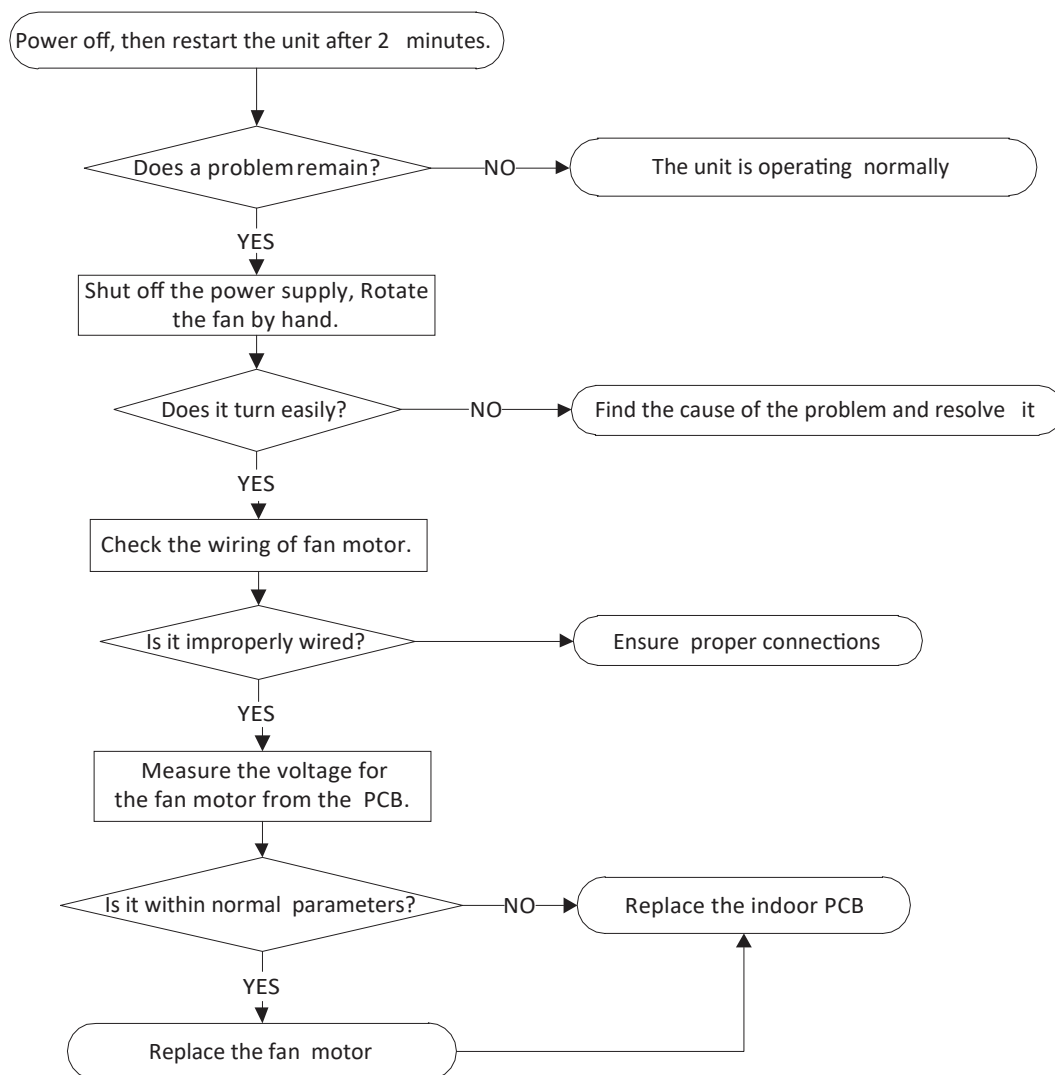 Power off, then restart the unit after 2 minutes.
Does a problem remain?
NO
The unit is operating normally
YES
Shut off the power supply, Rotate
the fan by hand.
Does it turn easily?
NO
Find the cause of the problem and resolve it
YES
Check the wiring of fan motor.
Is it improperly wired?
Ensure proper connections
YES
Measure the voltage for
the fan motor from the PCB.
Is it within normal parameters?
NO
Replace the indoor PCB
YES
Replace the fan motor